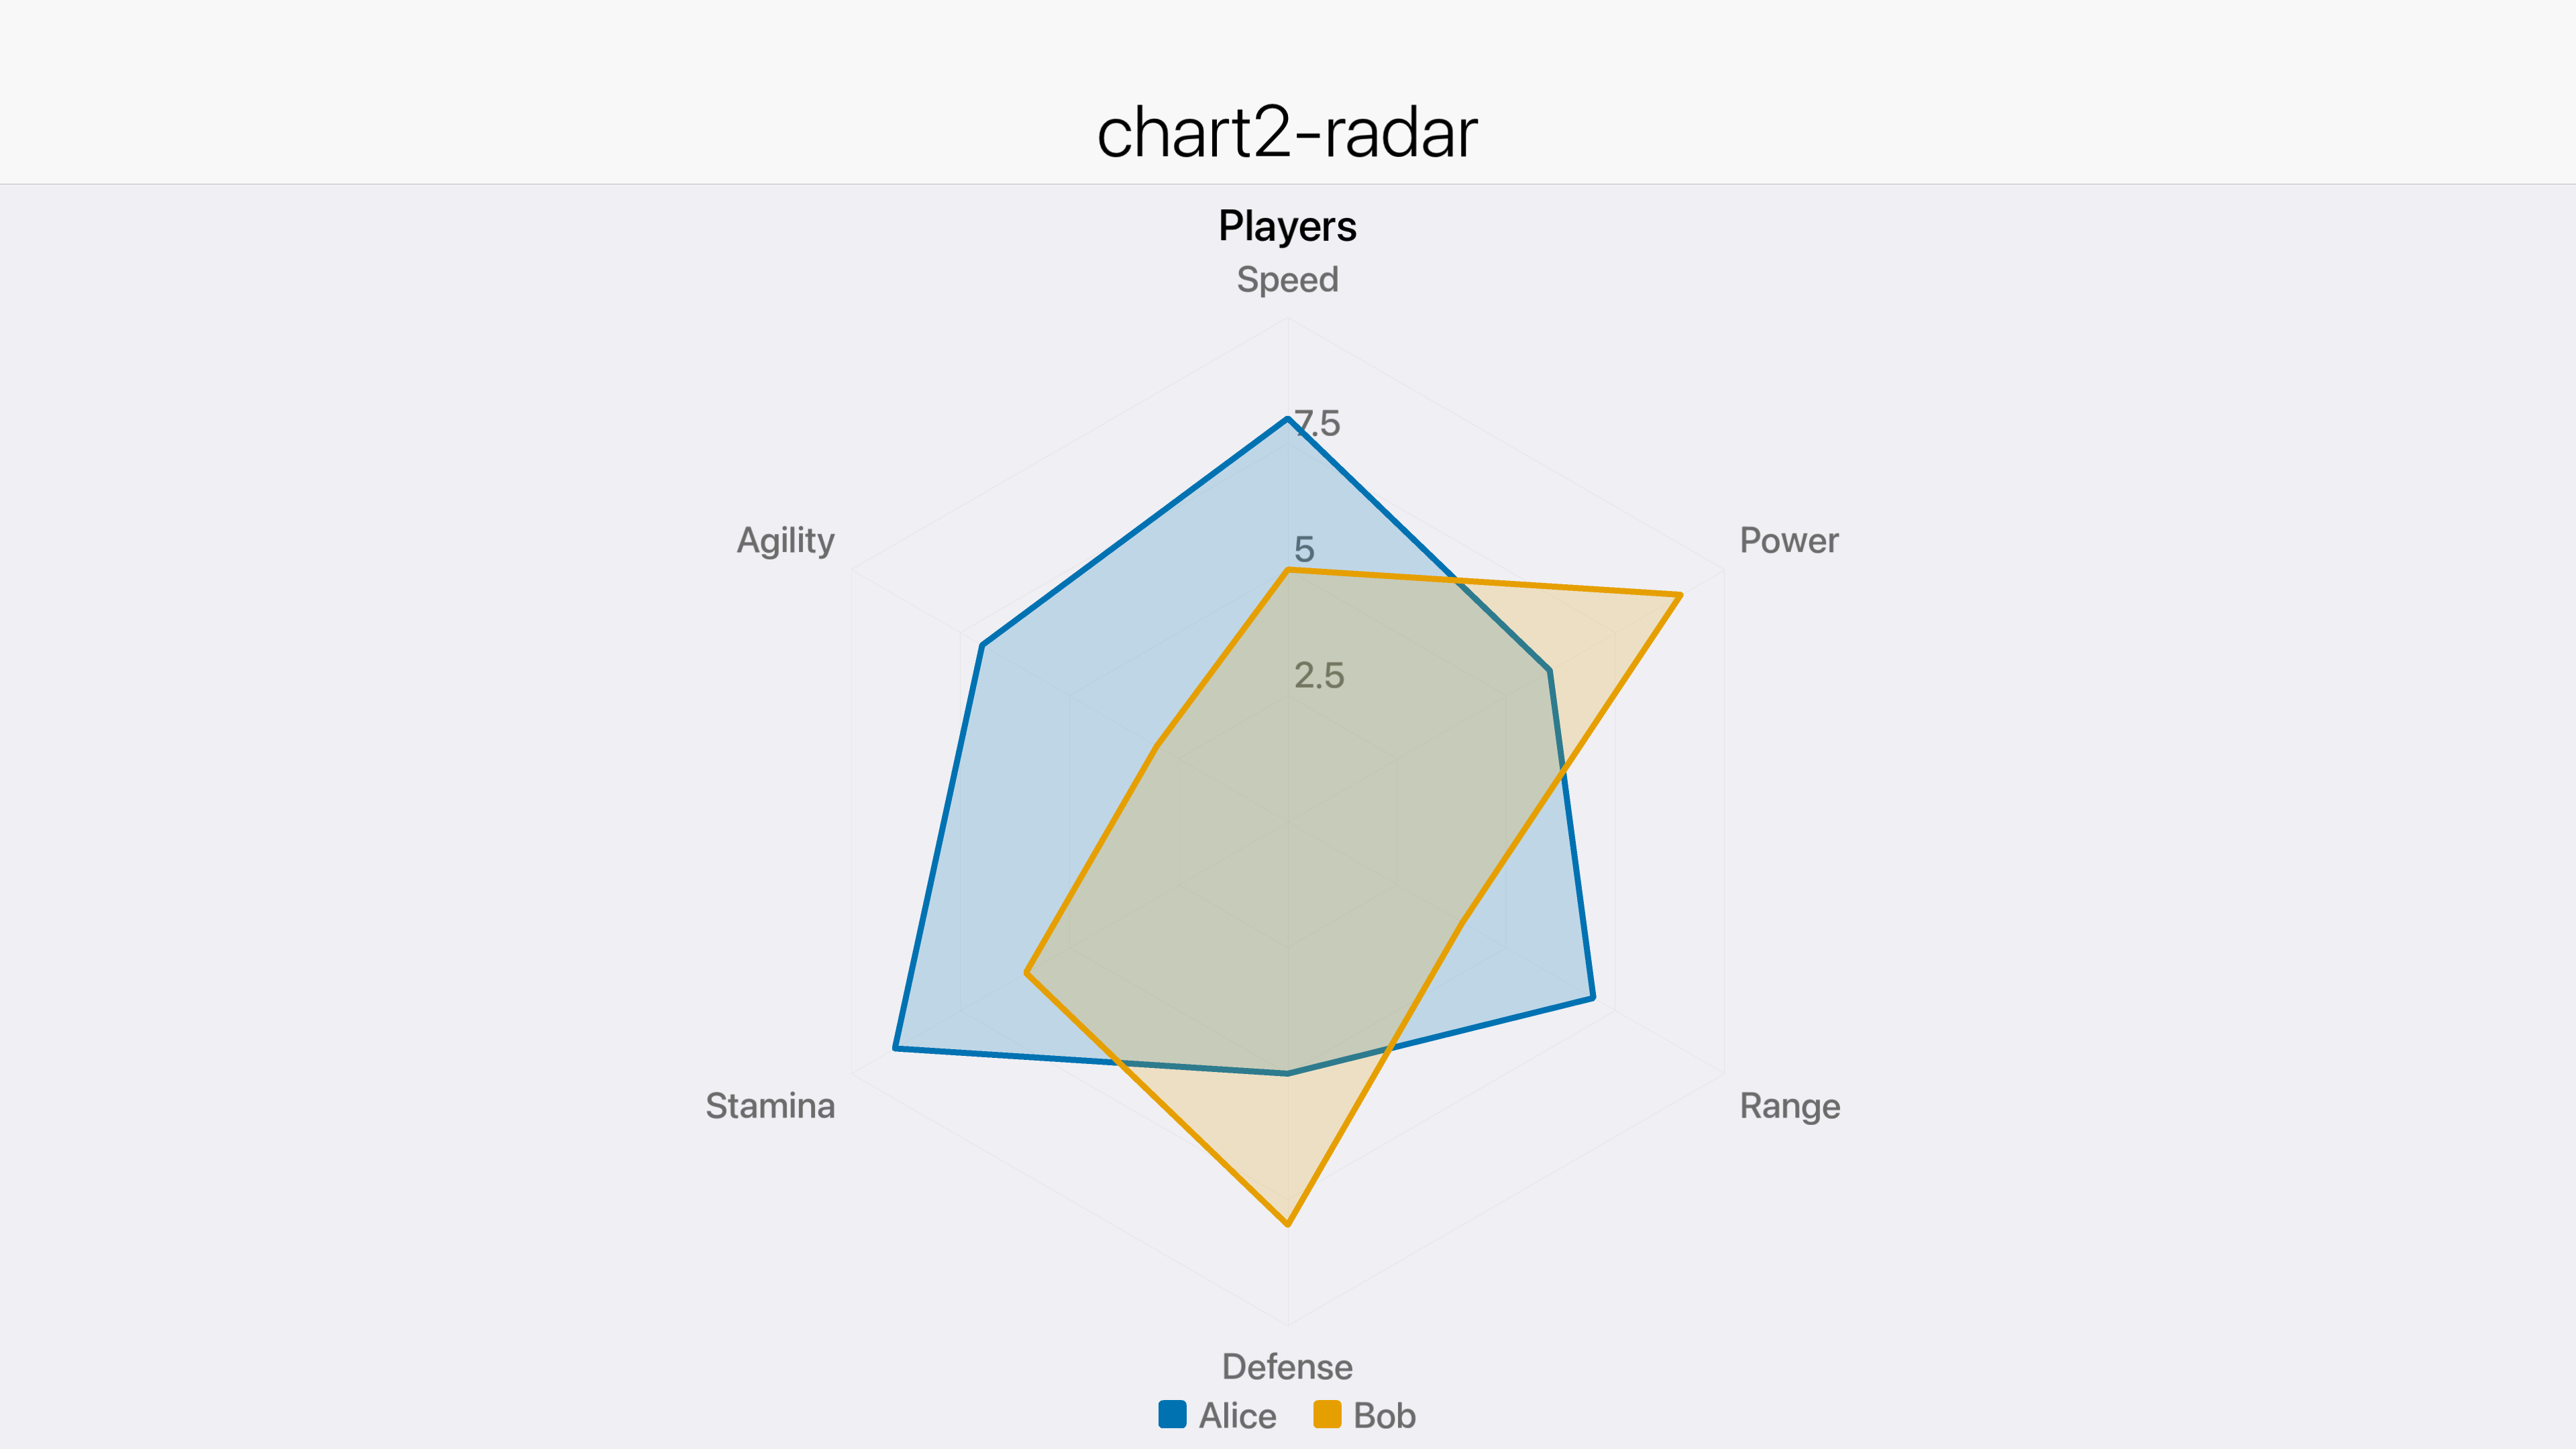 chart2-radar
Players
Speed
7.5
Agility
Power
5
2.5
Stamina
Range
Defense
Alice
Bob